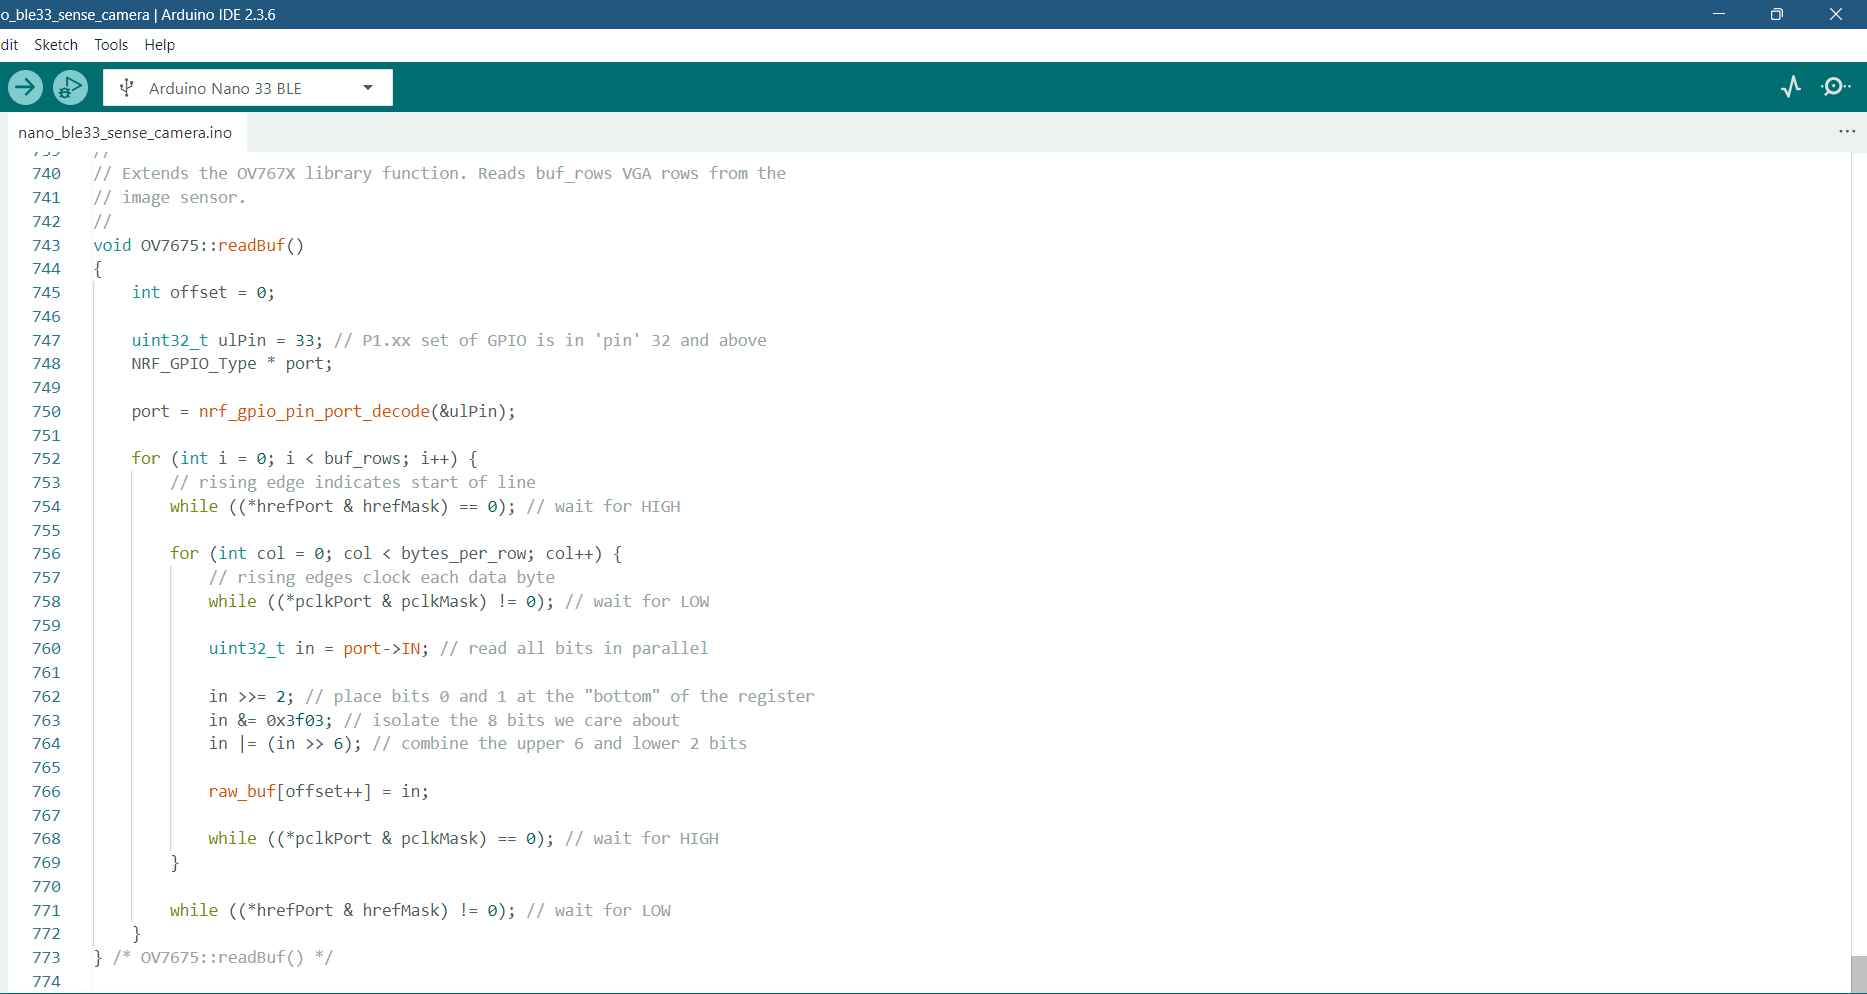 o_ble33_sense_camera | Arduino IDE 2.3.6
dit Sketch Tools Help
Arduino Nano 33 BLE
nano_ble33_sense_camera.ino
739 //
740 // Extends the OV767X library function. Reads buf_rows VGA rows from the
741 // image sensor.
742 //
743 void OV7675::readBuf()
744 {
745 int offset = 0;
746
747 uint32_t ulPin = 33; // P1.xx set of GPIO is in 'pin' 32 and above
748 NRF_GPIO_Type * port;
749
750 port = nrf_gpio_pin_port_decode(&ulPin);
751
752 for (int i = 0; i < buf_rows; i++) {
753 // rising edge indicates start of line
754 while ((*hrefPort & hrefMask) == 0); // wait for HIGH
755
756 for (int col = 0; col < bytes_per_row; col++) {
757 // rising edges clock each data byte
758 while ((*pclkPort & pclkMask) != 0); // wait for LOW
759
760 uint32_t in = port->IN; // read all bits in parallel
761
762 in >>= 2; // place bits 0 and 1 at the "bottom" of the register
763 in &= 0x3f03; // isolate the 8 bits we care about
764 in |= (in >> 6); // combine the upper 6 and lower 2 bits
765
766 raw_buf[offset++] = in;
767
768 while ((*pclkPort & pclkMask) == 0); // wait for HIGH
769 }
770
771 while ((*hrefPort & hrefMask) != 0); // wait for LOW
772 }
773 } /* OV7675::readBuf() */
774